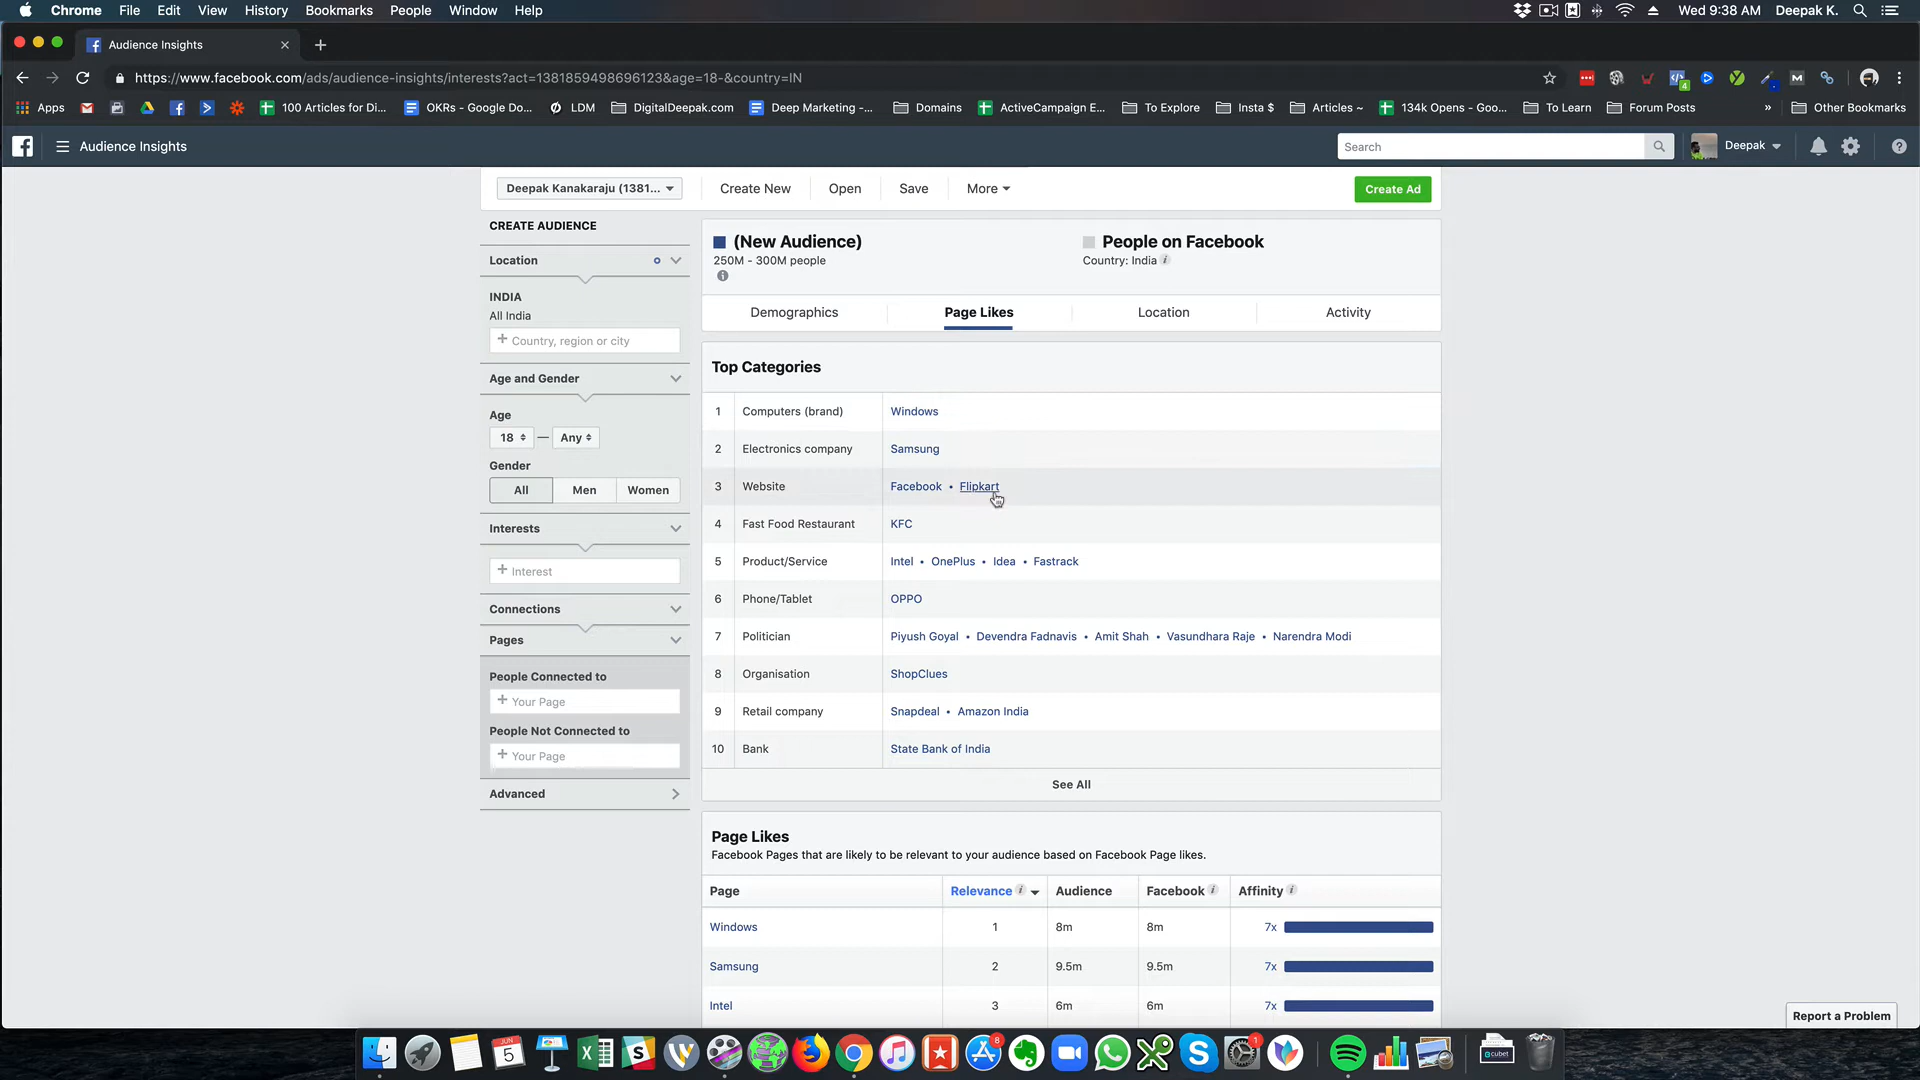 Chrome File Edit View History Bookmarks People Window Help Wed 9:38 AM Deepak K.
Audience Insights
https://www.facebook.com/ads/audience-insights/interests?act=1381859498696123&age=18-&country=IN
Apps 100 Articles for Di... OKRs - Google Do... LDM DigitalDeepak.com Deep Marketing -... Domains ActiveCampaign E... To Explore Insta $ Articles ~ 134k Opens - Goo... To Learn Forum Posts » Other Bookmarks
Audience Insights Search Deepak
Deepak Kanakaraju (1381... Create New Open Save More Create Ad
CREATE AUDIENCE
Location
INDIA
All India
Country, region or city
Age and Gender
Age
18 — Any
Gender
All Men Women
Interests
Interest
Connections
Pages
People Connected to
Your Page
People Not Connected to
Your Page
Advanced
(New Audience)
250M - 300M people
People on Facebook
Country: India
Demographics Page Likes Location Activity
Top Categories
1 Computers (brand) Windows
2 Electronics company Samsung
3 Website Facebook • Flipkart
4 Fast Food Restaurant KFC
5 Product/Service Intel • OnePlus • Idea • Fastrack
6 Phone/Tablet OPPO
7 Politician Piyush Goyal • Devendra Fadnavis • Amit Shah • Vasundhara Raje • Narendra Modi
8 Organisation ShopClues
9 Retail company Snapdeal • Amazon India
10 Bank State Bank of India
See All
Page Likes
Facebook Pages that are likely to be relevant to your audience based on Facebook Page likes.
Page Relevance Audience Facebook Affinity
Windows 1 8m 8m 7x
Samsung 2 9.5m 9.5m 7x
Intel 3 6m 6m 7x
Report a Problem
JUN
5
8
1
cubet